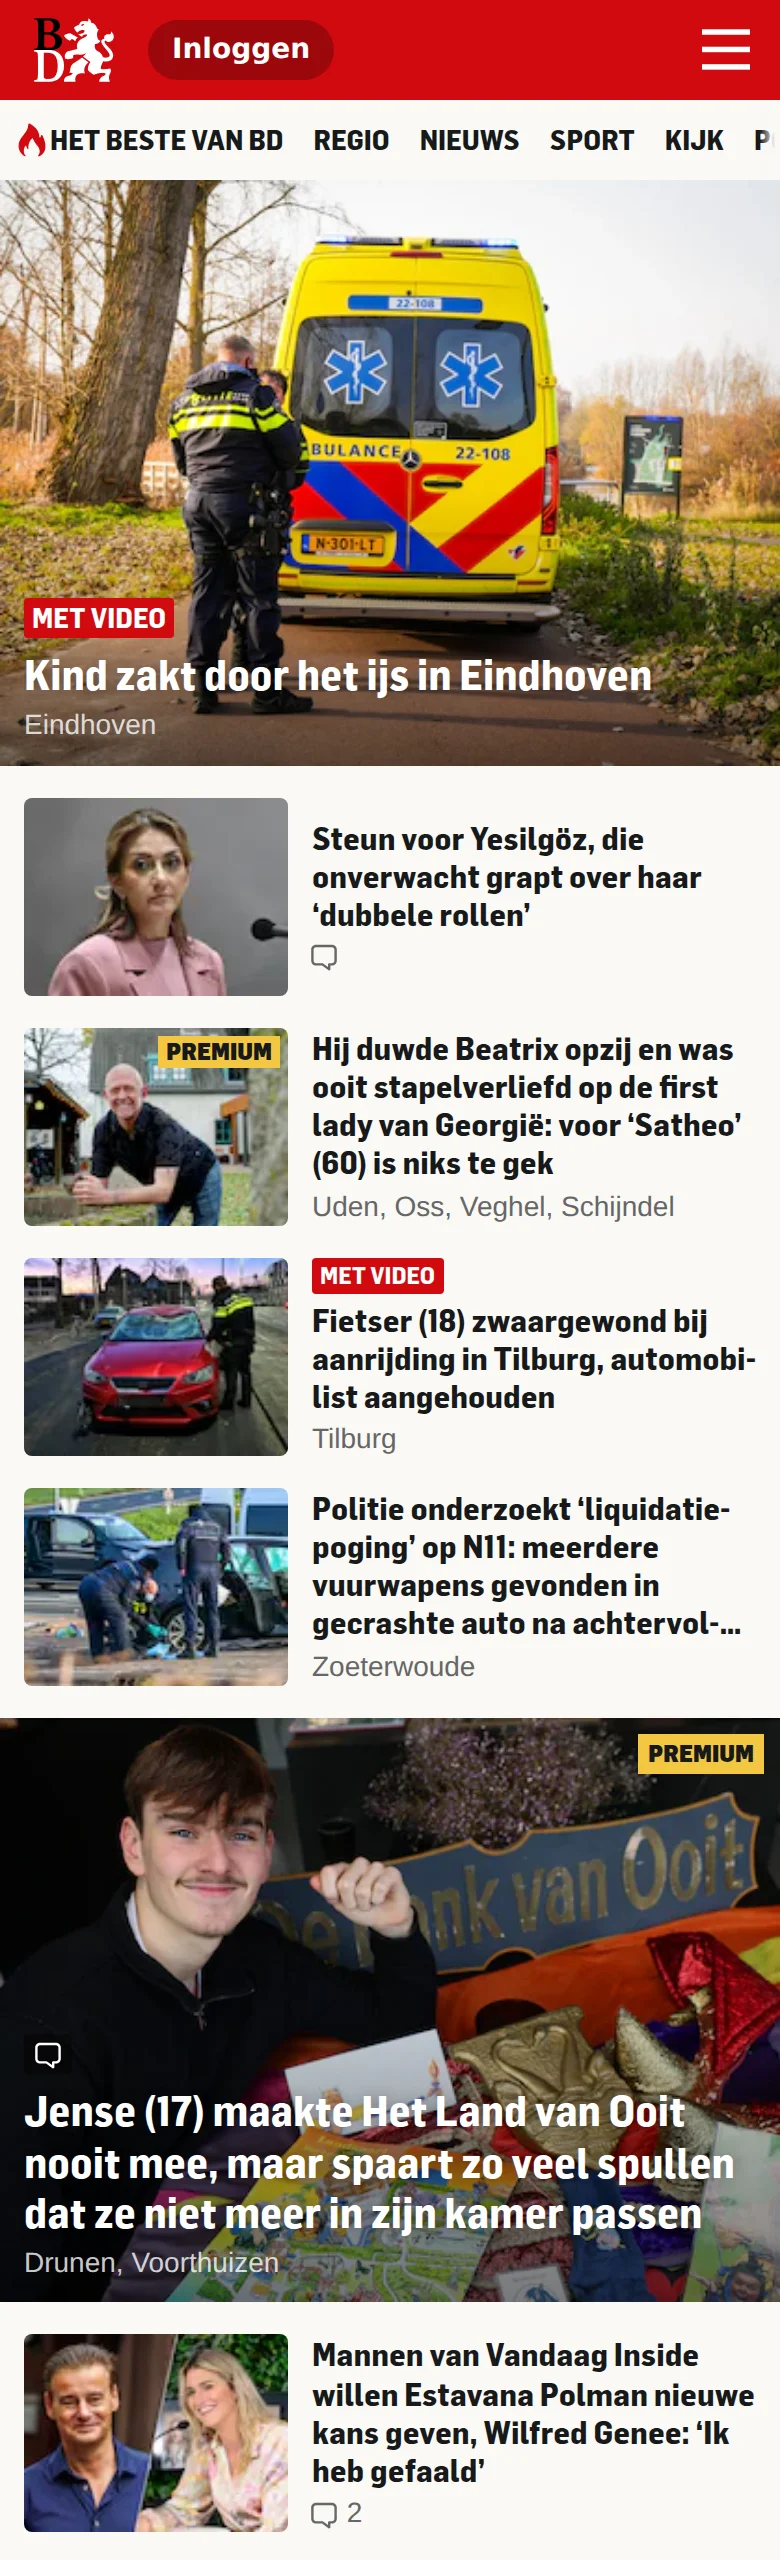 B
D
Inloggen
HET BESTE VAN BD REGIO NIEUWS SPORT KIJK
22-108
BULANCE 22-108
N-301-LT
MET VIDEO
Kind zakt door het ijs in Eindhoven
Eindhoven
Steun voor Yesilgöz, die
onverwacht grapt over haar
‘dubbele rollen’
PREMIUM
Hij duwde Beatrix opzij en was
ooit stapelverliefd op de first
lady van Georgië: voor ‘Satheo’
(60) is niks te gek
Uden, Oss, Veghel, Schijndel
MET VIDEO
Fietser (18) zwaargewond bij
aanrijding in Tilburg, automobi-
list aangehouden
Tilburg
Politie onderzoekt ‘liquidatie-
poging’ op N11: meerdere
vuurwapens gevonden in
gecrashte auto na achtervol-...
Zoeterwoude
PREMIUM
van Ooit
Jense (17) maakte Het Land van Ooit
nooit mee, maar spaart zo veel spullen
dat ze niet meer in zijn kamer passen
Drunen, Voorthuizen
Mannen van Vandaag Inside
willen Estavana Polman nieuwe
kans geven, Wilfred Genee: ‘Ik
heb gefaald’
2